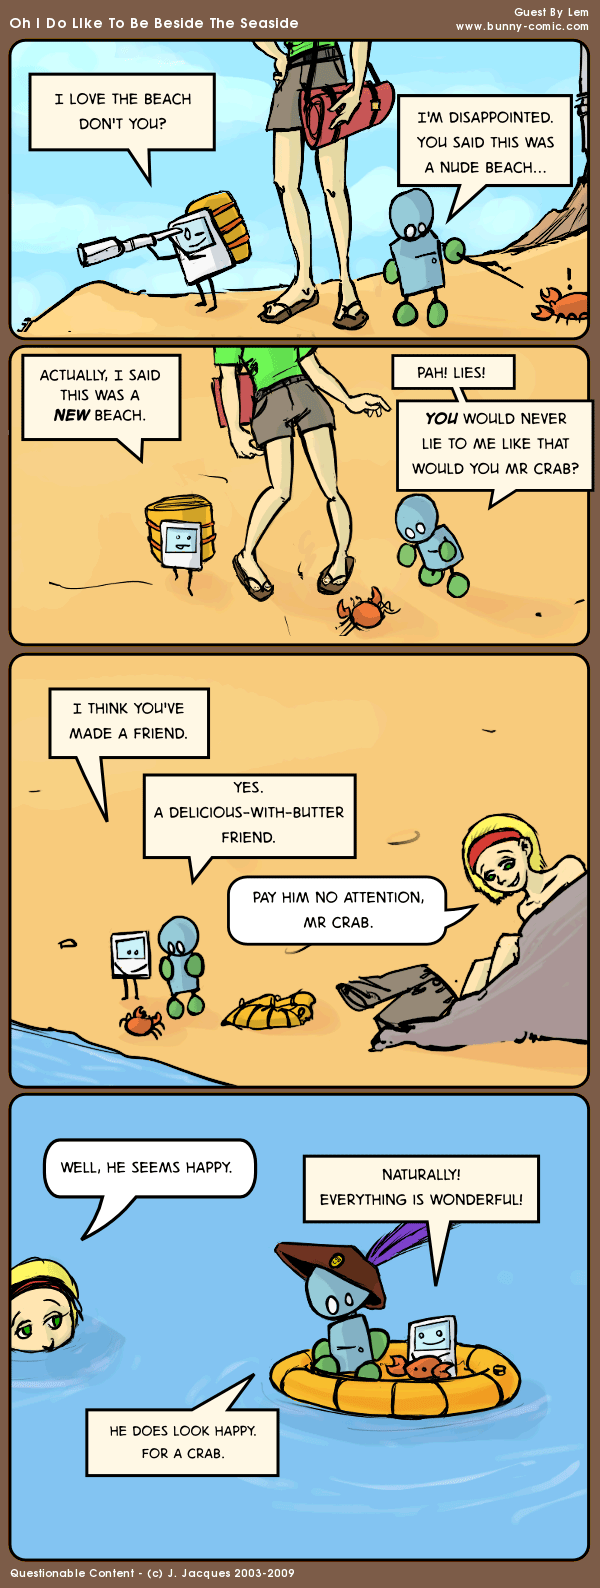 Oh I Do Like To Be Beside The Seaside
Guest By Lem
www.bunny-comic.com
I LOVE THE BEACH
DON'T YOU?
I'M DISAPPOINTED.
YOU SAID THIS WAS
A NUDE BEACH...
!
ACTUALLY, I SAID
THIS WAS A
NEW BEACH.
PAH! LIES!
YOU WOULD NEVER
LIE TO ME LIKE THAT
WOULD YOU MR CRAB?
I THINK YOU'VE
MADE A FRIEND.
YES.
A DELICIOUS-WITH-BUTTER
FRIEND.
PAY HIM NO ATTENTION,
MR CRAB.
WELL, HE SEEMS HAPPY.
NATURALLY!
EVERYTHING IS WONDERFUL!
HE DOES LOOK HAPPY.
FOR A CRAB.
Questionable Content - (c) J. Jacques 2003-2009